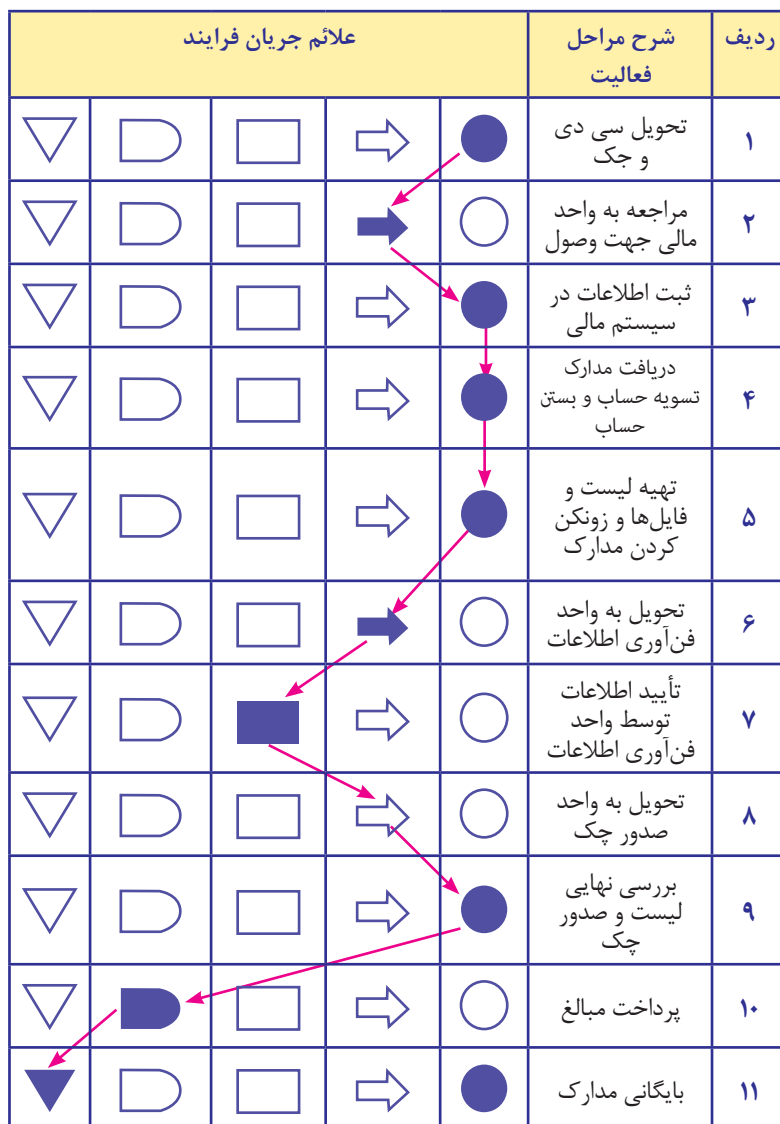 ردیف
شرح مراحل
فعالیت
علائم جریان فرایند
۱
تحویل سی دی
و جک
۲
مراجعه به واحد
مالی جهت وصول
۳
ثبت اطلاعات در
سیستم مالی
۴
دریافت مدارک
تسویه حساب و بستن
حساب
۵
تهیه لیست و
فایل‌ها و زونکن
کردن مدارک
۶
تحویل به واحد
فن‌آوری اطلاعات
۷
تأیید اطلاعات
توسط واحد
فن‌آوری اطلاعات
۸
تحویل به واحد
صدور چک
۹
بررسی نهایی
لیست و صدور
چک
۱۰
پرداخت مبالغ
۱۱
بایگانی مدارک